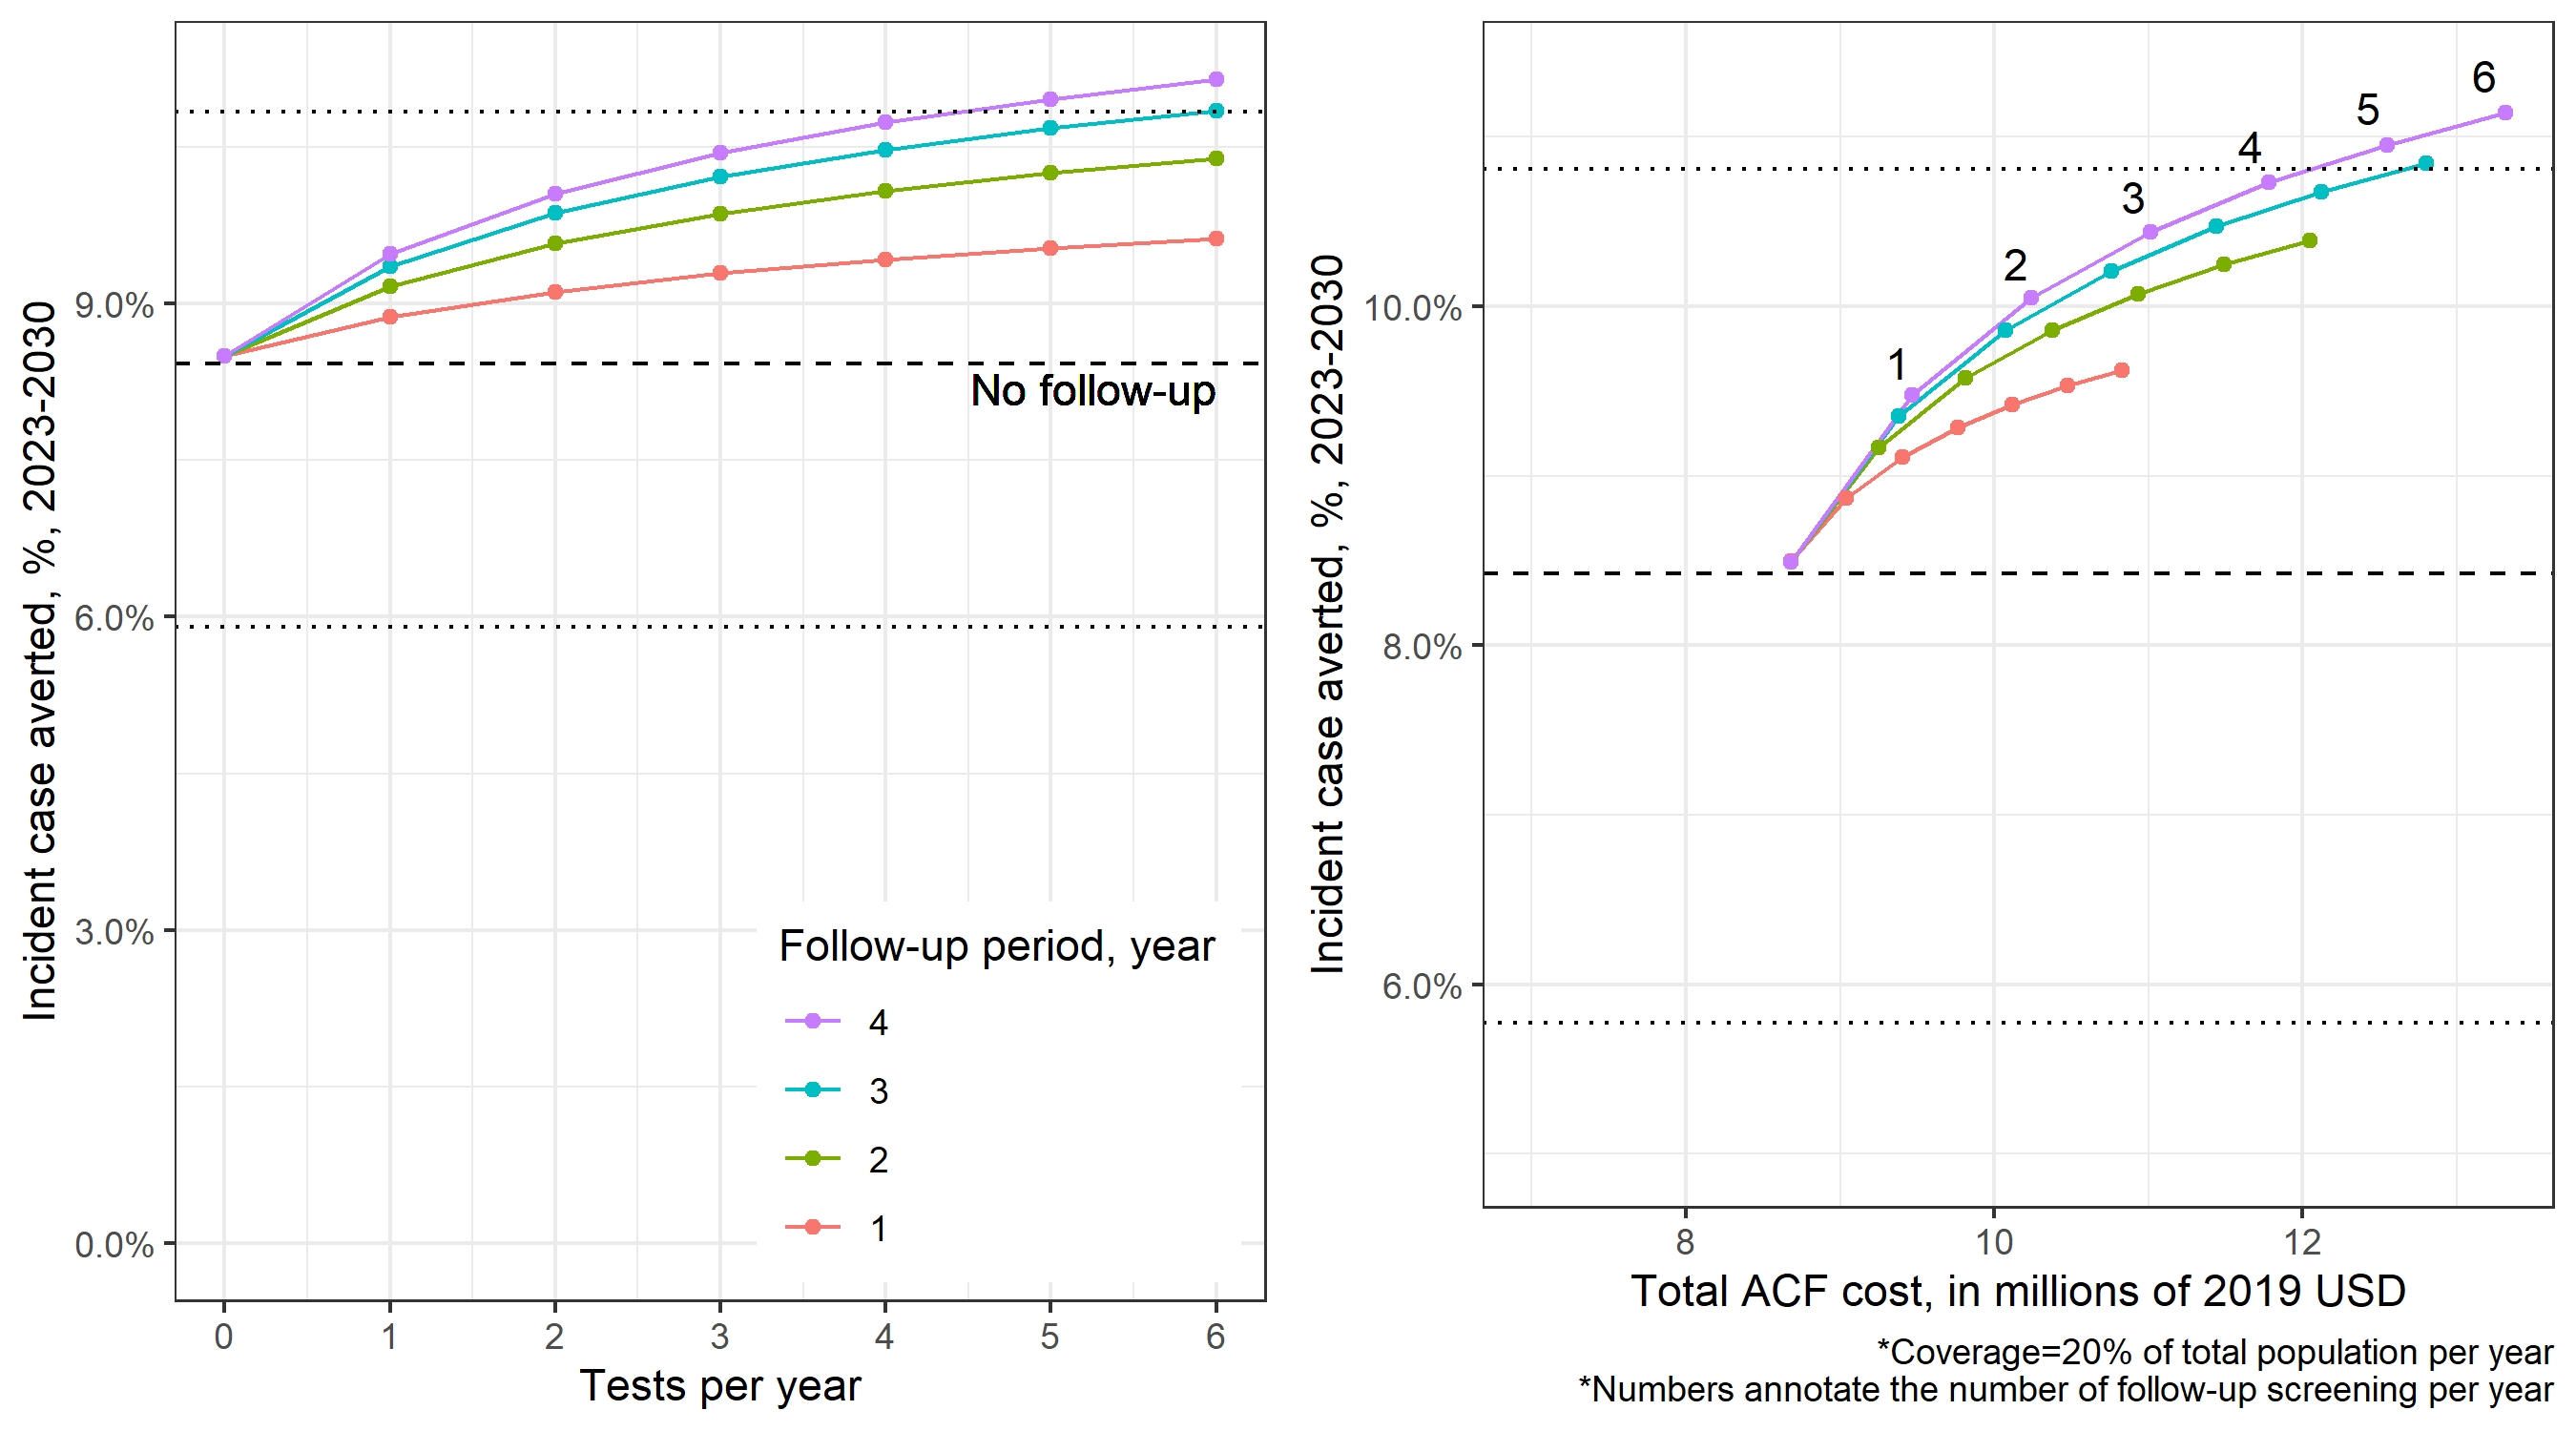 Incident case averted, %, 2023-2030
9.0%
6.0%
3.0%
0.0%
No follow-up
Follow-up period, year
4
3
2
1
0 1 2 3 4 5 6
Tests per year
Incident case averted, %, 2023-2030
10.0%
8.0%
6.0%
1
2
3
4
5
6
8 10 12
Total ACF cost, in millions of 2019 USD
*Coverage=20% of total population per year
*Numbers annotate the number of follow-up screening per year